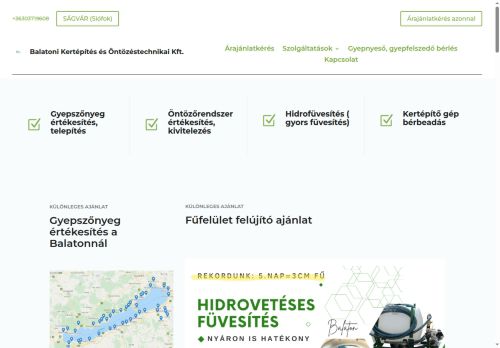 +36303719608
SÁGVÁR (Siófok)
Árajánlatkérés azonnal
Balatoni Kertépítés és Öntözéstechnikai Kft.
Árajánlatkérés
Szolgáltatások
Gyepnyeső, gyepfelszedő bérlés
Kapcsolat
Gyepszőnyeg
értékesítés,
telepítés
Öntözőrendszer
értékesítés,
kivitelezés
Hidrofüvesítés (
gyors füvesítés)
Kertépítő gép
bérbeadás
KÜLÖNLEGES AJÁNLAT
Gyepszőnyeg
értékesítés a
Balatonnál
KÜLÖNLEGES AJÁNLAT
Fűfelület felújító ajánlat
REKORDUNK: 5.NAP=3CM FŰ
HIDROVETÉSES
FÜVESÍTÉS
NYÁRON IS HATÉKONY
Balaton